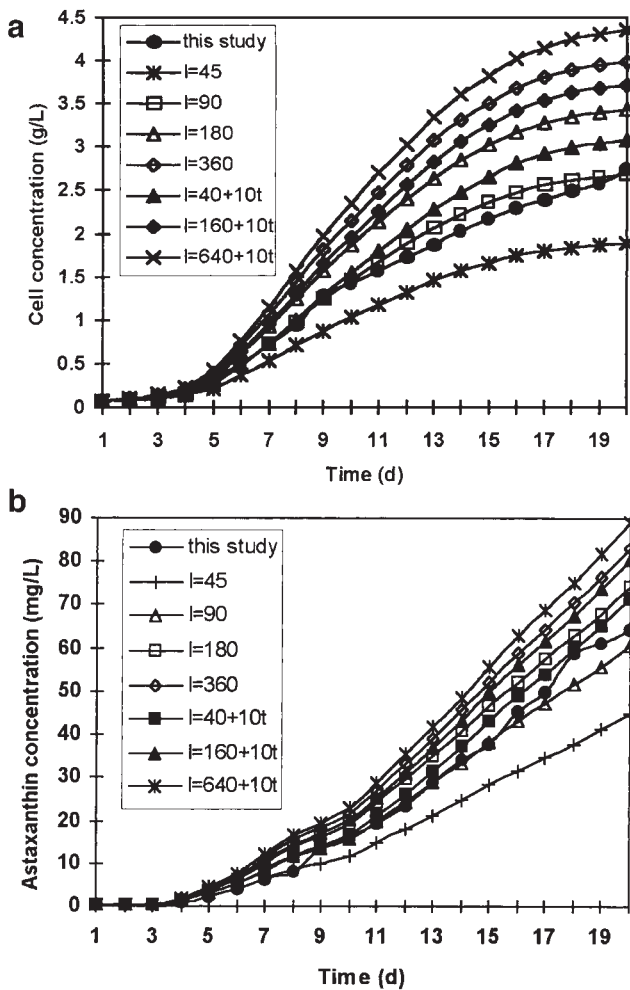 a
4.5
4
3.5
3
2.5
2
1.5
1
0.5
0
Cell concentration (g/L)
this study
I=45
I=90
I=180
I=360
I=40+10t
I=160+10t
I=640+10t
1 3 5 7 9 11 13 15 17 19
Time (d)
b
90
80
70
60
50
40
30
20
10
0
Astaxanthin concentration (mg/L)
this study
I=45
I=90
I=180
I=360
I=40+10t
I=160+10t
I=640+10t
1 3 5 7 9 11 13 15 17 19
Time (d)